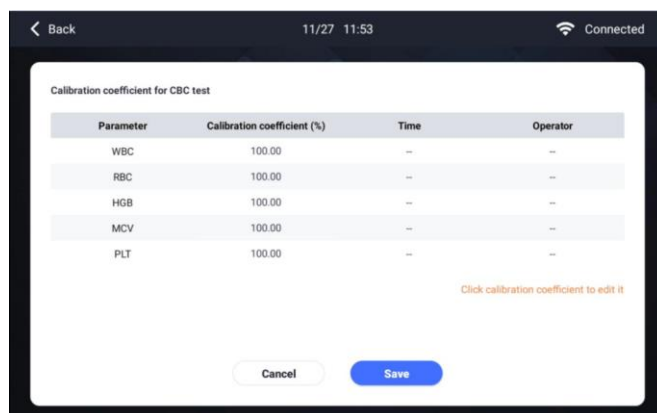 Back 11/27 11:53 Connected
Calibration coefficient for CBC test
Parameter Calibration coefficient (%) Time Operator
WBC 100.00 -- --
RBC 100.00 -- --
HGB 100.00 -- --
MCV 100.00 -- --
PLT 100.00 -- --
Click calibration coefficient to edit it
Cancel Save